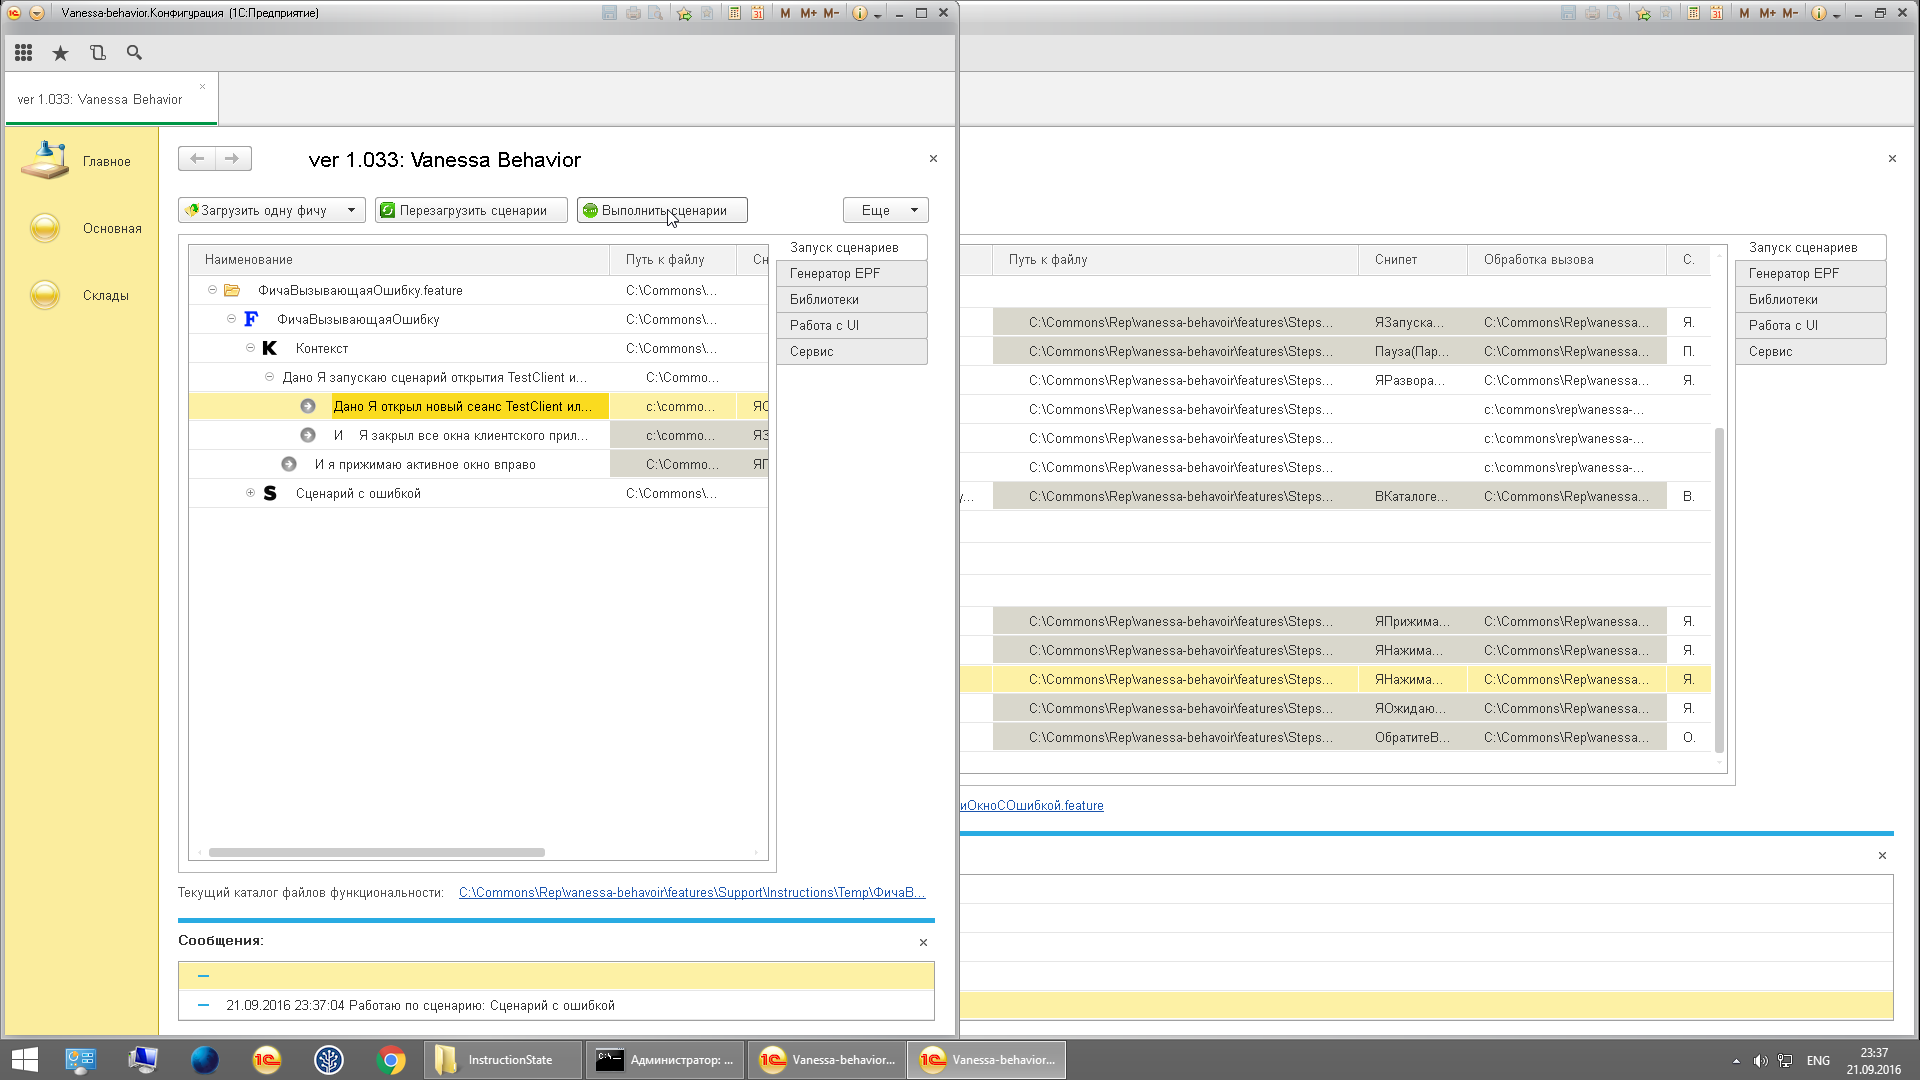 Vanessa-behavior.Конфигурация (1С:Предприятие)
M M+ M-
M M+ M-
ver 1.033: Vanessa Behavior
Главное
Основная
Склады
ver 1.033: Vanessa Behavior
Загрузить одну фичу
Перезагрузить сценарии
Выполнить сценарии
Еще
Наименование Путь к файлу Сн
ФичаВызывающаяОшибку.feature C:\Commons\...
ФичаВызывающаяОшибку C:\Commons\...
Контекст C:\Commons\...
Дано Я запускаю сценарий открытия TestClient и... C:\Commo...
Дано Я открыл новый сеанс TestClient ил... c:\commo... ЯО
И Я закрыл все окна клиентского прил... c:\commo... ЯЗ
И я прижимаю активное окно вправо C:\Commo... ЯП
Сценарий с ошибкой C:\Commons\...
Запуск сценариев
Генератор EPF
Библиотеки
Работа с UI
Сервис
Текущий каталог файлов функциональности: C:\Commons\Rep\vanessa-behavoir\features\Support\Instructions\Temp\ФичаВ...
Сообщения:
21.09.2016 23:37:04 Работаю по сценарию: Сценарий с ошибкой
Путь к файлу Снипет Обработка вызова С.
C:\Commons\Rep\vanessa-behavoir\features\Steps... ЯЗапуска... C:\Commons\Rep\vanessa... Я.
C:\Commons\Rep\vanessa-behavoir\features\Steps... Пауза(Пар... C:\Commons\Rep\vanessa... П.
C:\Commons\Rep\vanessa-behavoir\features\Steps... ЯРазвора... C:\Commons\Rep\vanessa... Я.
C:\Commons\Rep\vanessa-behavoir\features\Steps... c:\commons\rep\vanessa-...
C:\Commons\Rep\vanessa-behavoir\features\Steps... c:\commons\rep\vanessa-...
C:\Commons\Rep\vanessa-behavoir\features\Steps... c:\commons\rep\vanessa-...
у... C:\Commons\Rep\vanessa-behavoir\features\Steps... ВКаталоге... C:\Commons\Rep\vanessa... В.
C:\Commons\Rep\vanessa-behavoir\features\Steps... ЯПрижима... C:\Commons\Rep\vanessa... Я.
C:\Commons\Rep\vanessa-behavoir\features\Steps... ЯНажима... C:\Commons\Rep\vanessa... Я.
C:\Commons\Rep\vanessa-behavoir\features\Steps... ЯНажима... C:\Commons\Rep\vanessa... Я.
C:\Commons\Rep\vanessa-behavoir\features\Steps... ЯОжидаю... C:\Commons\Rep\vanessa... Я.
C:\Commons\Rep\vanessa-behavoir\features\Steps... ОбратитеВ... C:\Commons\Rep\vanessa... О.
Запуск сценариев
Генератор EPF
Библиотеки
Работа с UI
Сервис
иОкноСОшибкой.feature
InstructionState
Администратор: ...
Vanessa-behavior...
Vanessa-behavior...
ENG
23:37
21.09.2016